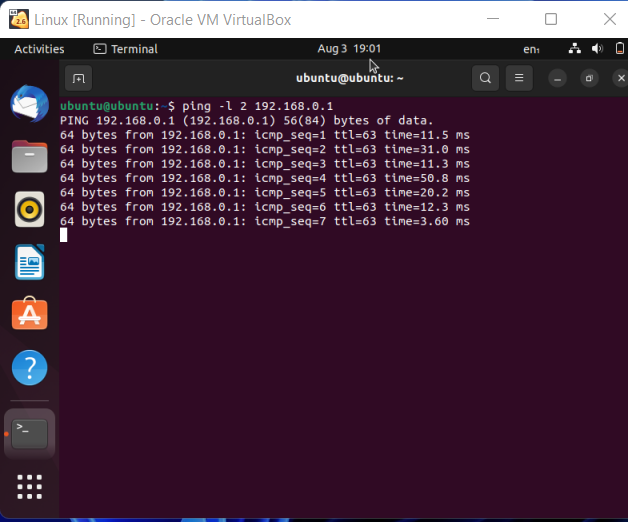 Linux [Running] - Oracle VM VirtualBox
Activities Terminal Aug 3 19:01 en₁
ubuntu@ubuntu: ~
ubuntu@ubuntu:~$ ping -l 2 192.168.0.1
PING 192.168.0.1 (192.168.0.1) 56(84) bytes of data.
64 bytes from 192.168.0.1: icmp_seq=1 ttl=63 time=11.5 ms
64 bytes from 192.168.0.1: icmp_seq=2 ttl=63 time=31.0 ms
64 bytes from 192.168.0.1: icmp_seq=3 ttl=63 time=11.3 ms
64 bytes from 192.168.0.1: icmp_seq=4 ttl=63 time=50.8 ms
64 bytes from 192.168.0.1: icmp_seq=5 ttl=63 time=20.2 ms
64 bytes from 192.168.0.1: icmp_seq=6 ttl=63 time=12.3 ms
64 bytes from 192.168.0.1: icmp_seq=7 ttl=63 time=3.60 ms